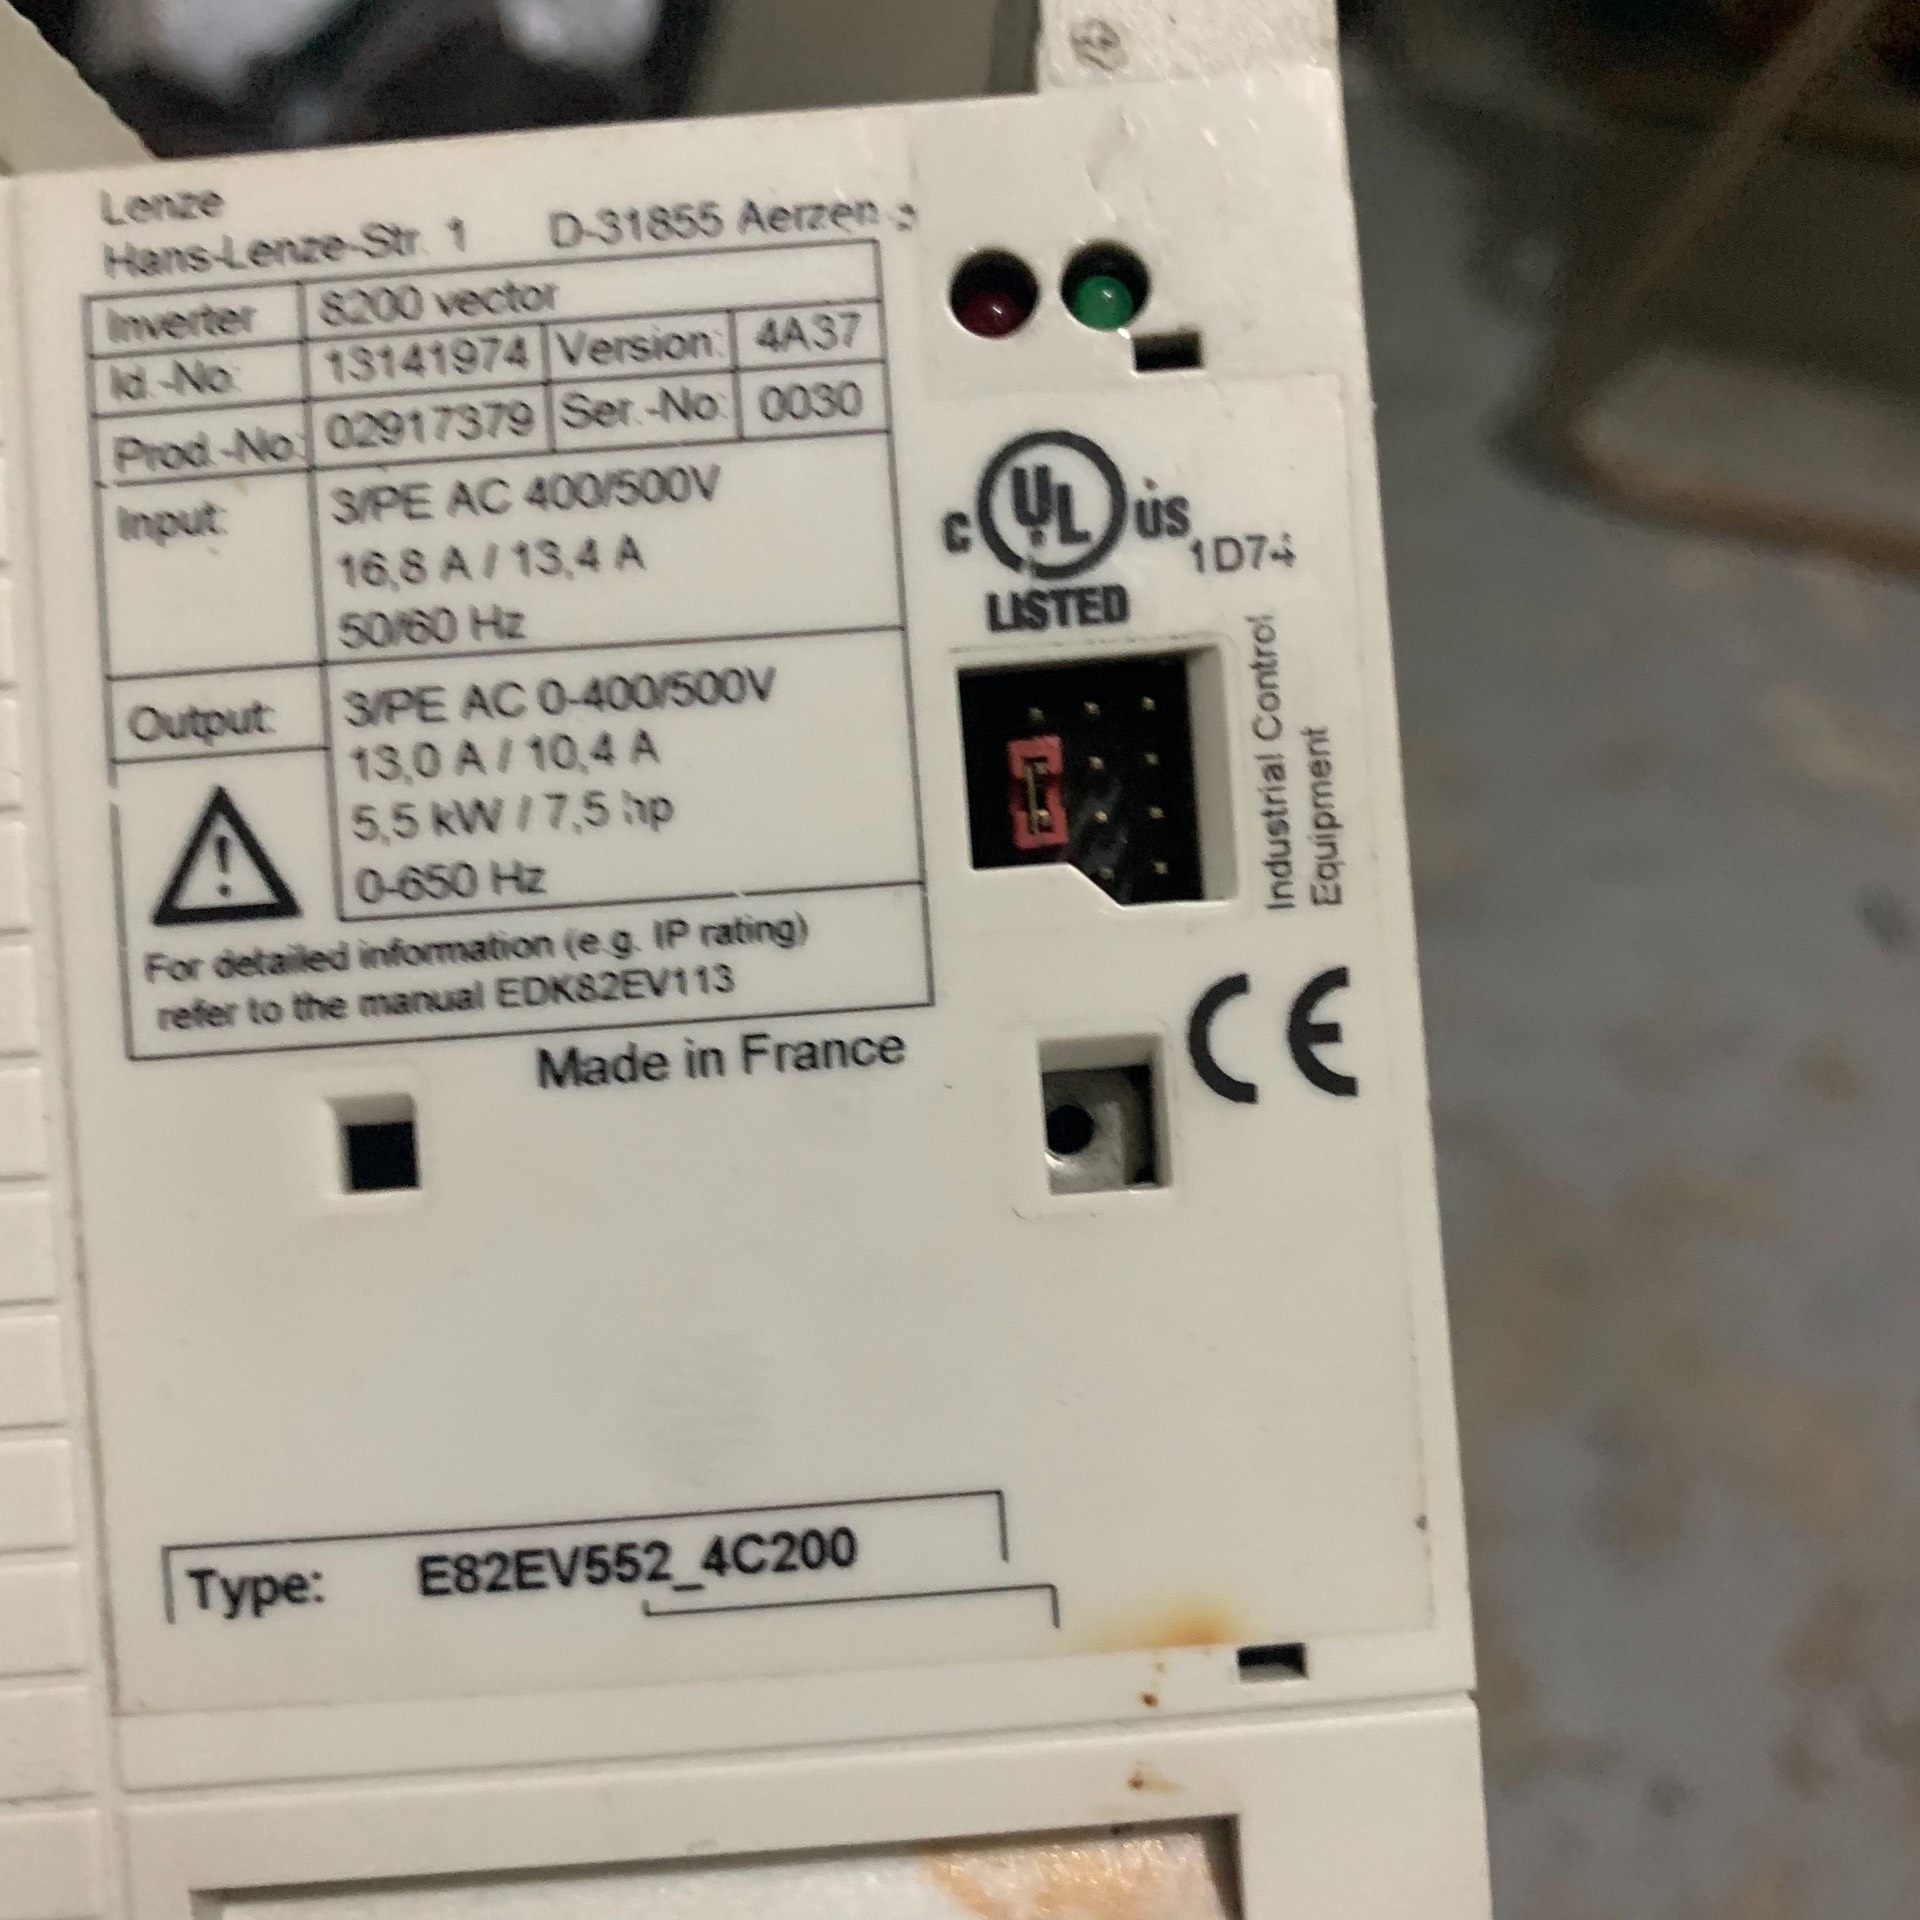 Lenze
Hans-Lenze-Str. 1 D-31855 Aerzen
Inverter 8200 vector
Id.-No: 13141974 Version: 4A37
Prod.-No: 02917379 Ser.-No: 0030
Input: 3/PE AC 400/500V
16,8 A / 13,4 A
50/60 Hz
Output: 3/PE AC 0-400/500V
13,0 A / 10,4 A
5,5 kW / 7,5 hp
0-650 Hz
For detailed information (e.g. IP rating)
refer to the manual EDK82EV113
Made in France
C UL US
LISTED
1D74
Industrial Control
Equipment
CE
Type: E82EV552_4C200